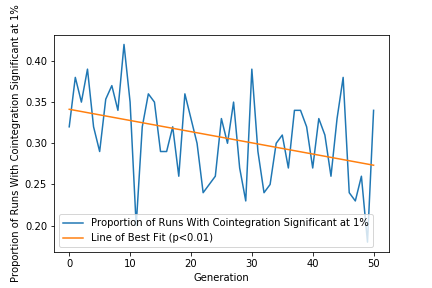 Proportion of Runs With Cointegration Significant at 1%
0.40
0.35
0.30
0.25
0.20
Proportion of Runs With Cointegration Significant at 1%
Line of Best Fit (p<0.01)
0
10
20
30
40
50
Generation